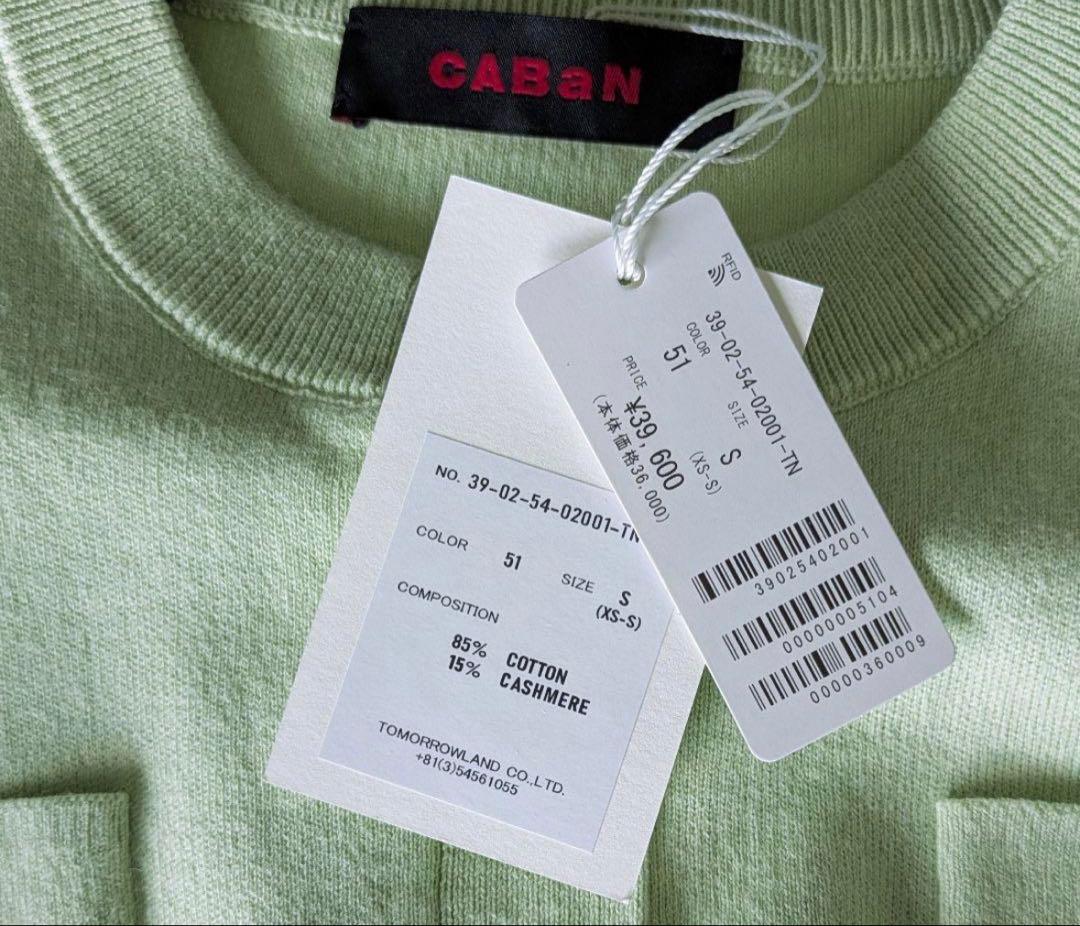 CABaN
RFID
39-02-54-02001-TN
COLOR SIZE
51 S
(XS-S)
PRICE
¥39,600
(本体価格36,000)
39025402001
00000005104
00000360009
NO. 39-02-54-02001-TN
COLOR 51 SIZE S
(XS-S)
COMPOSITION
85% COTTON
15% CASHMERE
TOMORROWLAND CO.,LTD.
+81(3)54561055